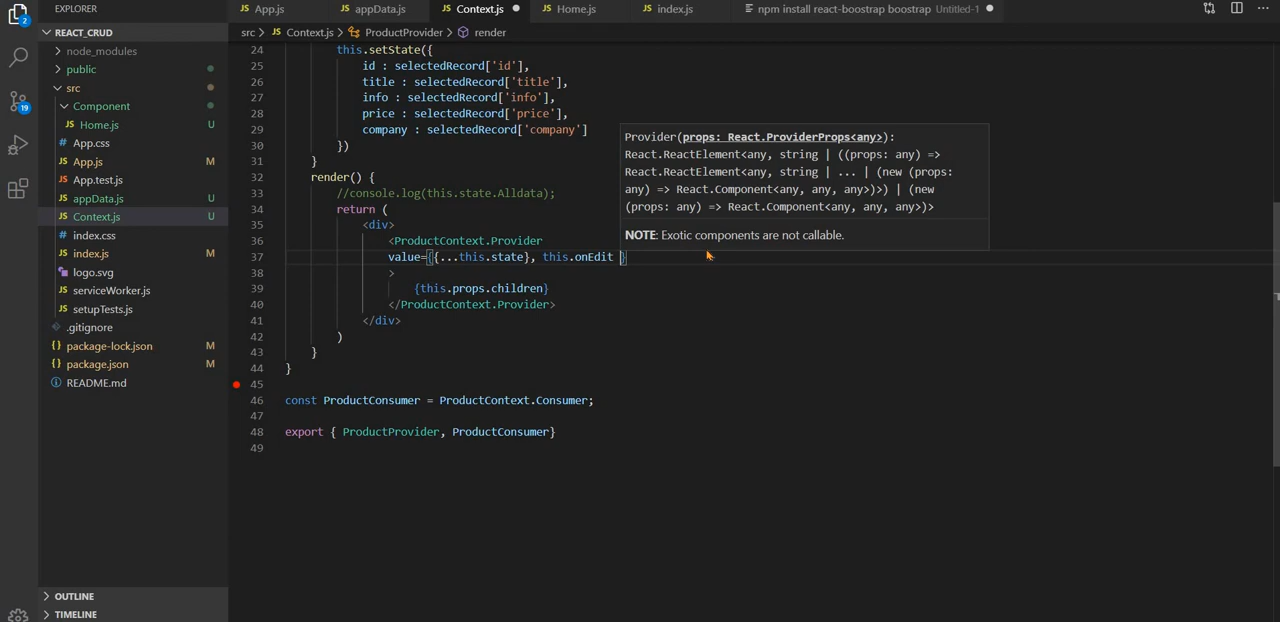 EXPLORER
App.js
appData.js
Context.js
Home.js
index.js
npm install react-boostrap boostrap Untitled-1
REACT_CRUD
src > Context.js > ProductProvider > render
node_modules
public
src
Component
Home.js U
App.css
App.js M
App.test.js
appData.js U
Context.js U
index.css
index.js M
logo.svg
serviceWorker.js
setupTests.js
.gitignore
package-lock.json M
package.json M
README.md
OUTLINE
TIMELINE
2
19
24 this.setState({
25 id : selectedRecord['id'],
26 title : selectedRecord['title'],
27 info : selectedRecord['info'],
28 price : selectedRecord['price'],
29 company : selectedRecord['company']
30 })
31 }
32 render() {
33 //console.log(this.state.Alldata);
34 return (
35 <div>
36 <ProductContext.Provider
37 value={{...this.state}, this.onEdit }
38 >
39 {this.props.children}
40 </ProductContext.Provider>
41 </div>
42 )
43 }
44 }
45
46 const ProductConsumer = ProductContext.Consumer;
47
48 export { ProductProvider, ProductConsumer}
49
Provider(props: React.ProviderProps<any>):
React.ReactElement<any, string | ((props: any) =>
React.ReactElement<any, string | ... | (new (props:
any) => React.Component<any, any, any>)>) | (new
(props: any) => React.Component<any, any, any>)>
NOTE: Exotic components are not callable.